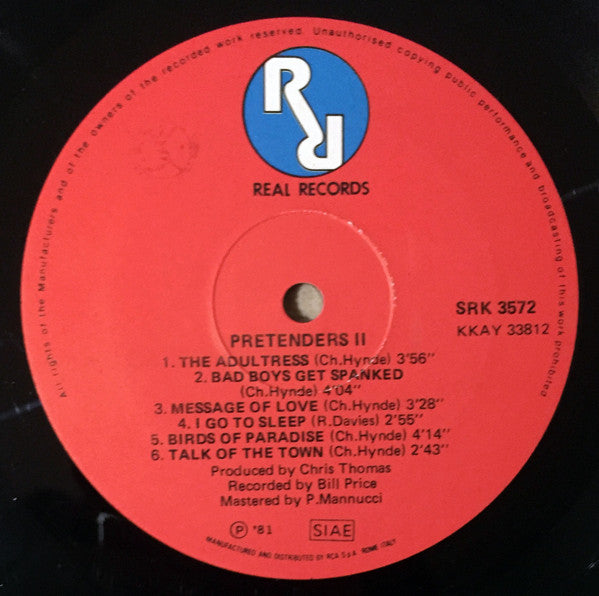 All rights of the Manufacturers and of the owners of the recorded work reserved. Unauthorised copying public performance and broadcasting of this work prohibited
RR
REAL RECORDS
SRK 3572
KKAY 33812
PRETENDERS II
1. THE ADULTRESS (Ch.Hynde) 3'56"
2. BAD BOYS GET SPANKED
(Ch.Hynde) 4'04"
3. MESSAGE OF LOVE (Ch.Hynde) 3'28"
4. I GO TO SLEEP (R.Davies) 2'55"
5. BIRDS OF PARADISE (Ch.Hynde) 4'14"
6. TALK OF THE TOWN (Ch.Hynde) 2'43"
Produced by Chris Thomas
Recorded by Bill Price
Mastered by P.Mannucci
Ⓟ '81 SIAE
MANUFACTURED AND DISTRIBUTED BY RCA S.p.A. ROME ITALY